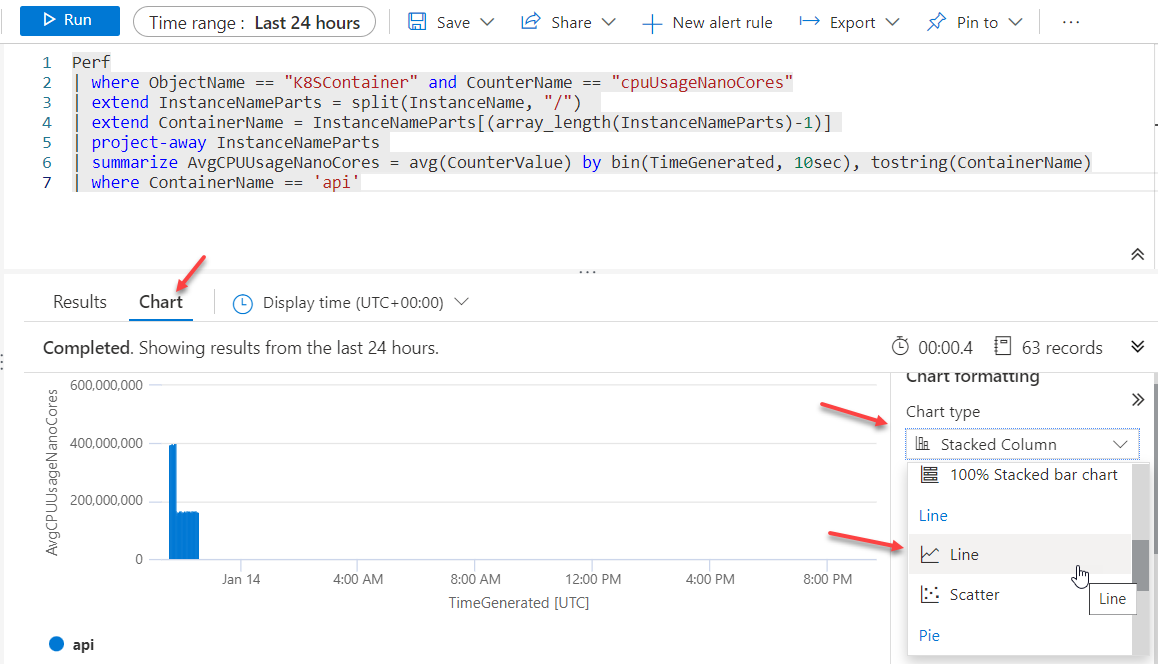 Run Time range : Last 24 hours Save Share New alert rule Export Pin to ...
1 Perf
2 | where ObjectName == "K8SContainer" and CounterName == "cpuUsageNanoCores"
3 | extend InstanceNameParts = split(InstanceName, "/")
4 | extend ContainerName = InstanceNameParts[(array_length(InstanceNameParts)-1)]
5 | project-away InstanceNameParts
6 | summarize AvgCPUUsageNanoCores = avg(CounterValue) by bin(TimeGenerated, 10sec), tostring(ContainerName)
7 | where ContainerName == 'api'
Results Chart Display time (UTC+00:00)
Completed. Showing results from the last 24 hours.
00:00.4 63 records
AvgCPUUsageNanoCores
600,000,000
400,000,000
200,000,000
0
Jan 14 4:00 AM 8:00 AM 12:00 PM 4:00 PM 8:00 PM
TimeGenerated [UTC]
api
Chart formatting
Chart type
Stacked Column
100% Stacked bar chart
Line
Line
Scatter
Line
Pie